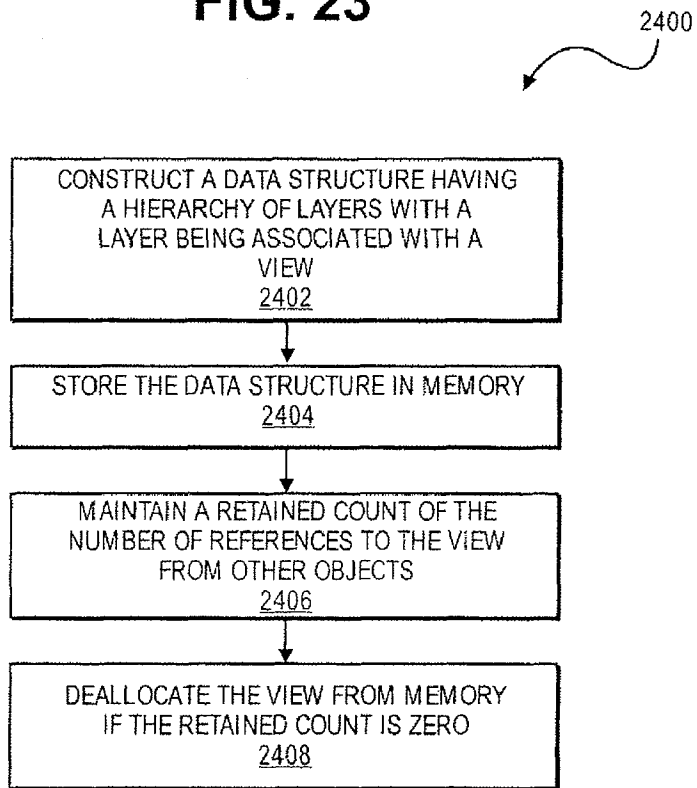 FIG. 23
2400
CONSTRUCT A DATA STRUCTURE HAVING
A HIERARCHY OF LAYERS WITH A
LAYER BEING ASSOCIATED WITH A
VIEW
2402
STORE THE DATA STRUCTURE IN MEMORY
2404
MAINTAIN A RETAINED COUNT OF THE
NUMBER OF REFERENCES TO THE VIEW
FROM OTHER OBJECTS
2406
DEALLOCATE THE VIEW FROM MEMORY
IF THE RETAINED COUNT IS ZERO
2408